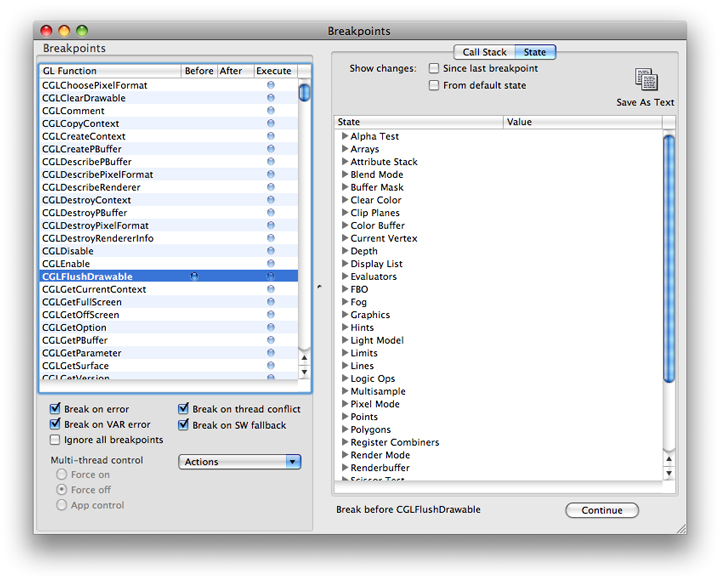 Breakpoints
Breakpoints
GL Function Before After Execute
CGLChoosePixelFormat
CGLClearDrawable
CGLComment
CGLCopyContext
CGLCreateContext
CGLCreatePBuffer
CGLDescribePBuffer
CGLDescribePixelFormat
CGLDescribeRenderer
CGLDestroyContext
CGLDestroyPBuffer
CGLDestroyPixelFormat
CGLDestroyRendererInfo
CGLDisable
CGLEnable
CGLFlushDrawable
CGLGetCurrentContext
CGLGetFullScreen
CGLGetOffScreen
CGLGetOption
CGLGetPBuffer
CGLGetParameter
CGLGetSurface
CGLGetVersion
Break on error
Break on thread conflict
Break on VAR error
Break on SW fallback
Ignore all breakpoints
Multi-thread control
Actions
Force on
Force off
App control
Call Stack State
Show changes: Since last breakpoint
From default state
Save As Text
State Value
Alpha Test
Arrays
Attribute Stack
Blend Mode
Buffer Mask
Clear Color
Clip Planes
Color Buffer
Current Vertex
Depth
Display List
Evaluators
FBO
Fog
Graphics
Hints
Light Model
Limits
Lines
Logic Ops
Multisample
Pixel Mode
Points
Polygons
Register Combiners
Render Mode
Renderbuffer
Scissor Test
Break before CGLFlushDrawable
Continue